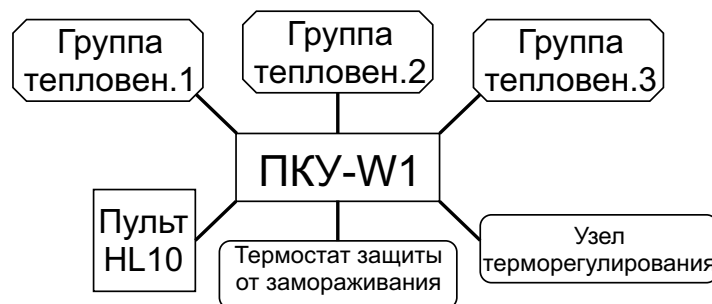 Группа
тепловен.1
Группа
тепловен.2
Группа
тепловен.3
ПКУ-W1
Пульт
HL10
Термостат защиты
от замораживания
Узел
терморегулирования